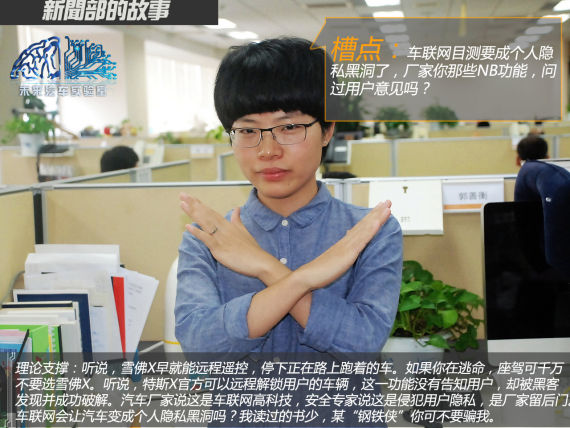 新聞部的故事
未来汽车实验室
槽点：车联网目测要成个人隐
私黑洞了，厂家你那些NB功能，问
过用户意见吗？
郭善衡
理论支撑：听说，雪佛X早就能远程遥控，停下正在路上跑着的车。如果你在逃命，座驾可千万
不要选雪佛X。听说，特斯X官方可以远程解锁用户的车辆，这一功能没有告知用户，却被黑客
发现并成功破解。汽车厂家说这是车联网高科技，安全专家说这是侵犯用户隐私，是厂家留后门
车联网会让汽车变成个人隐私黑洞吗？我读过的书少，某“钢铁侠”你可不要骗我。